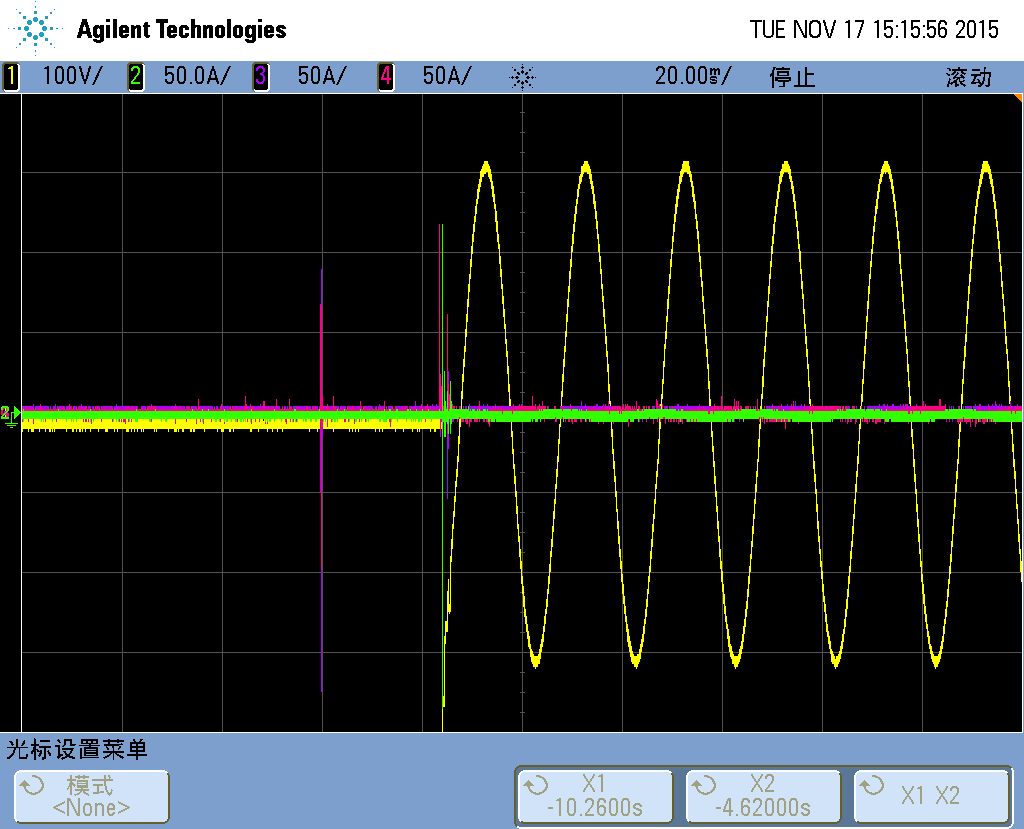 Agilent Technologies TUE NOV 17 15:15:56 2015
1 100V/ 2 50.0A/ 3 50A/ 4 50A/ 20.00ms/ 停止 滚动
光标设置菜单
模式 X1 X2 X1 X2
<None> -10.2600s -4.62000s